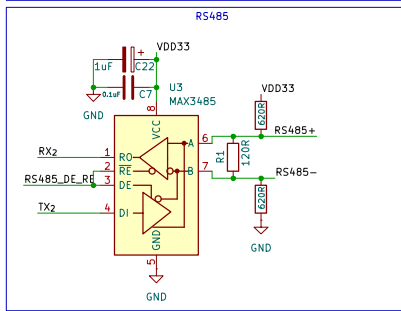 RS485
VDD33
1uF
+
C22
0.1uF
C7
GND
U3
MAX3485
VDD33
620R
8
VCC
6
A
RS485+
RX2
1
RO
R1
120R
2
RE
7
B
RS485-
RS485_DE_RE
3
DE
620R
TX2
4
DI
GND
5
GND
GND